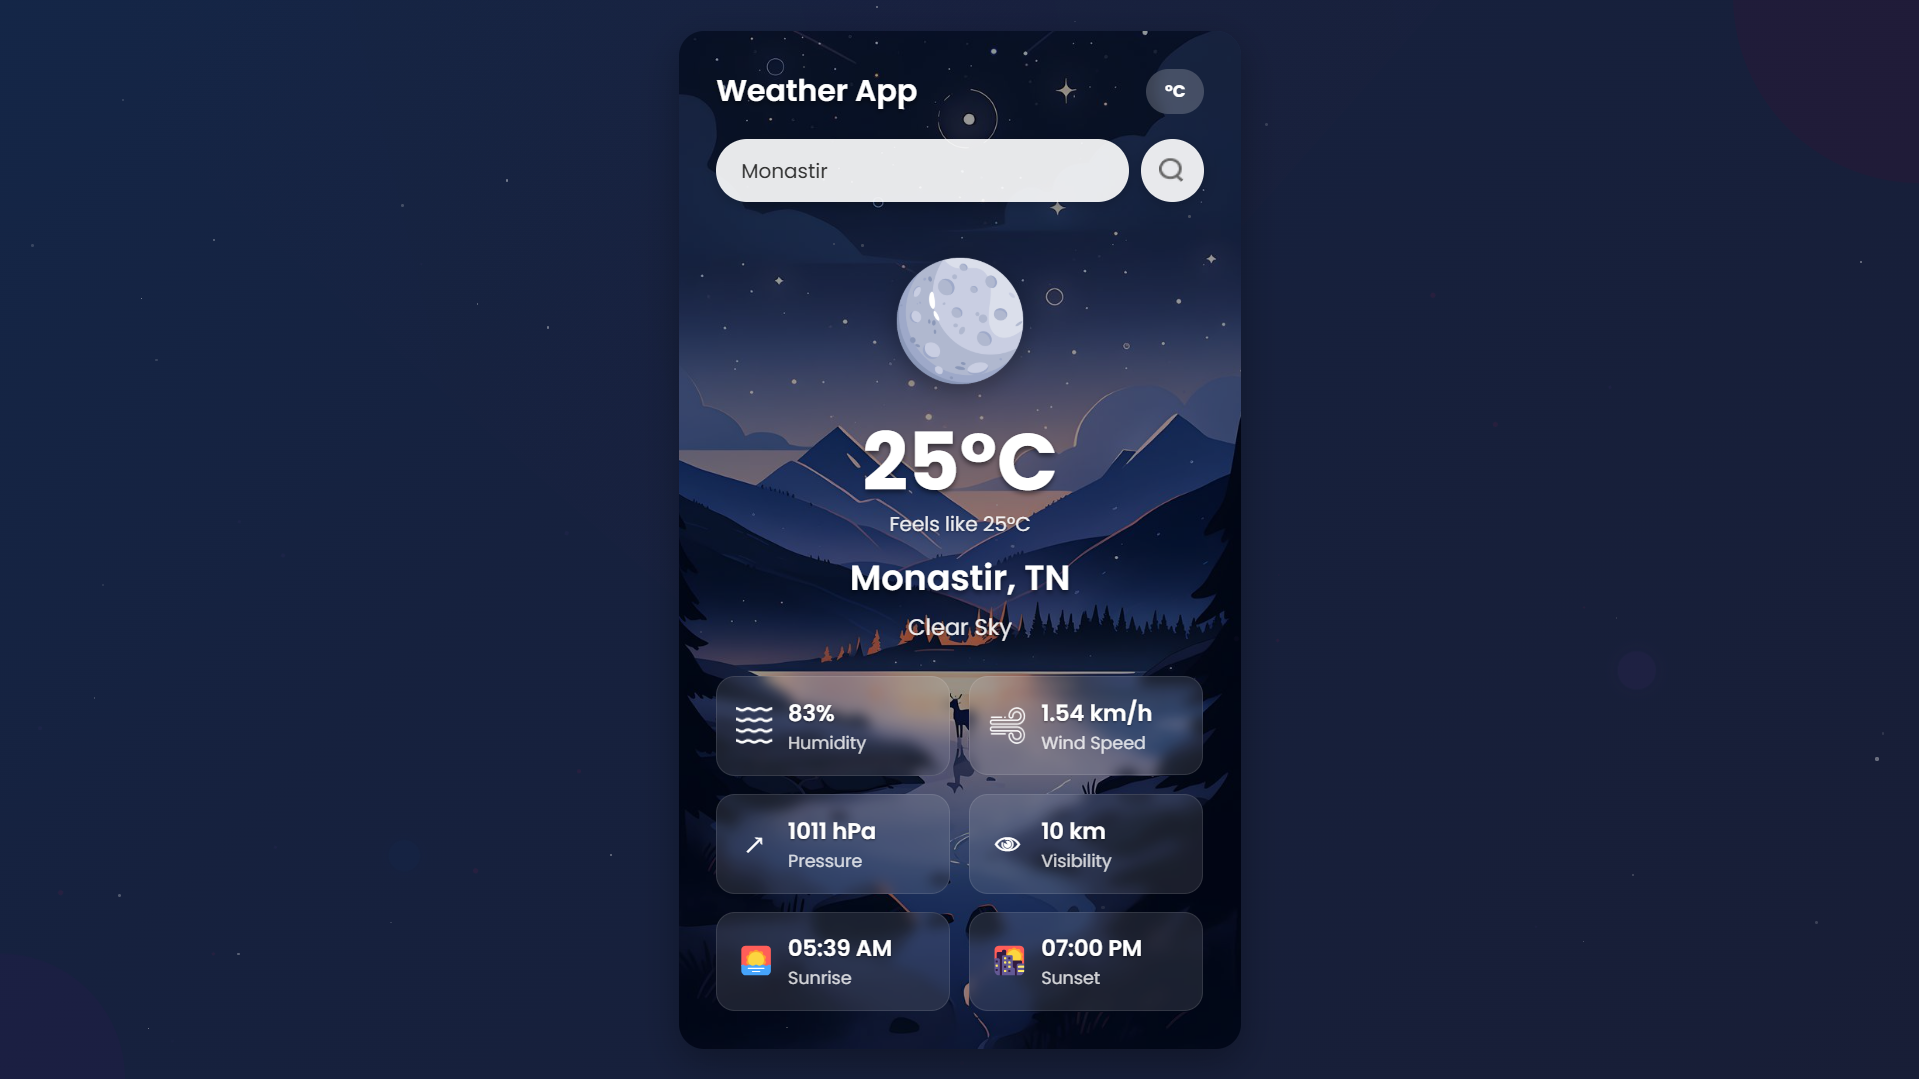 Weather App
°C
Monastir
25°C
Feels like 25°C
Monastir, TN
Clear Sky
83%
Humidity
1.54 km/h
Wind Speed
1011 hPa
Pressure
10 km
Visibility
05:39 AM
Sunrise
07:00 PM
Sunset